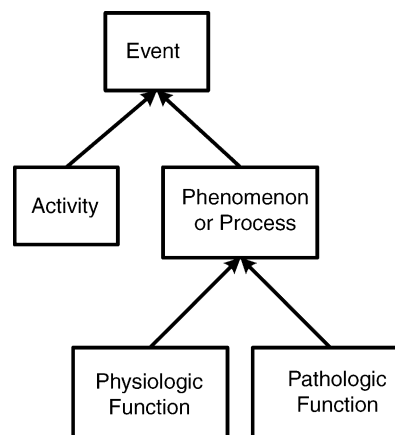 Event
Activity
Phenomenon
or Process
Physiologic
Function
Pathologic
Function